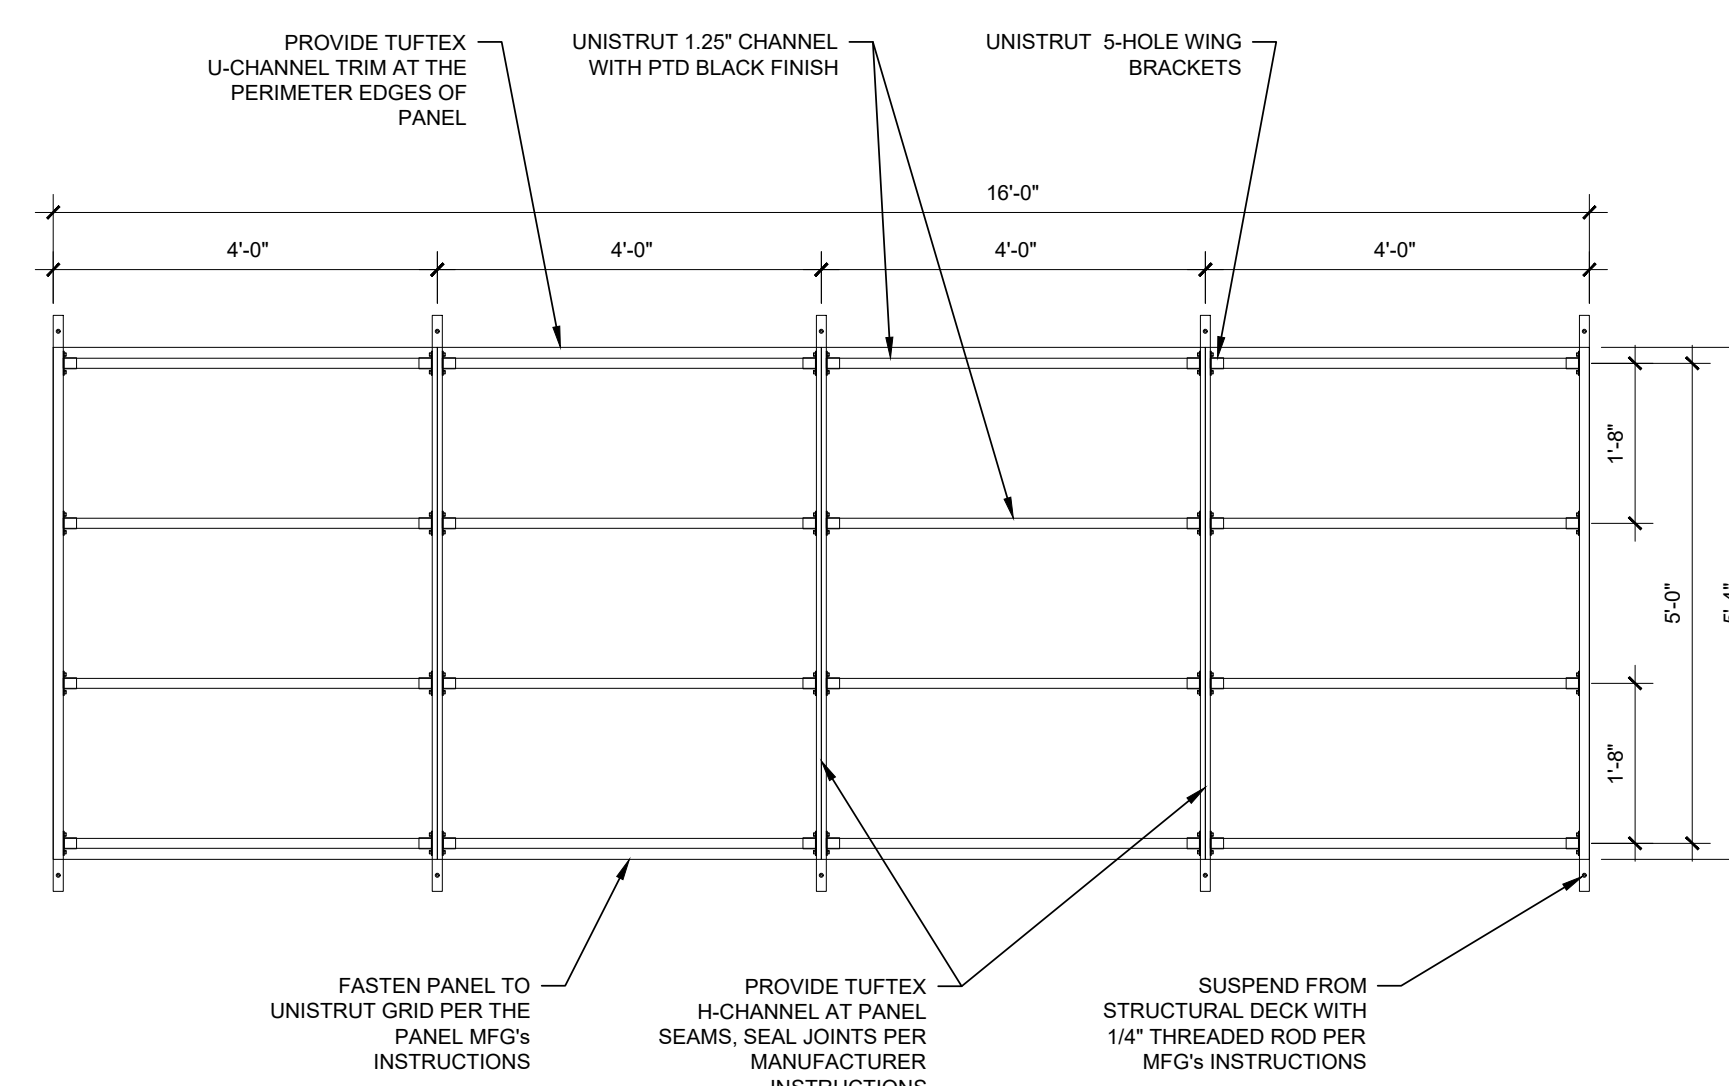 PROVIDE TUFTEX
U-CHANNEL TRIM AT THE
PERIMETER EDGES OF
PANEL
UNISTRUT 1.25" CHANNEL
WITH PTD BLACK FINISH
UNISTRUT 5-HOLE WING
BRACKETS
16'-0"
4'-0"
4'-0"
4'-0"
4'-0"
1'-8"
5'-0"
5'-4"
1'-8"
FASTEN PANEL TO
UNISTRUT GRID PER THE
PANEL MFG's
INSTRUCTIONS
PROVIDE TUFTEX
H-CHANNEL AT PANEL
SEAMS, SEAL JOINTS PER
MANUFACTURER
INSTRUCTIONS
SUSPEND FROM
STRUCTURAL DECK WITH
1/4" THREADED ROD PER
MFG's INSTRUCTIONS